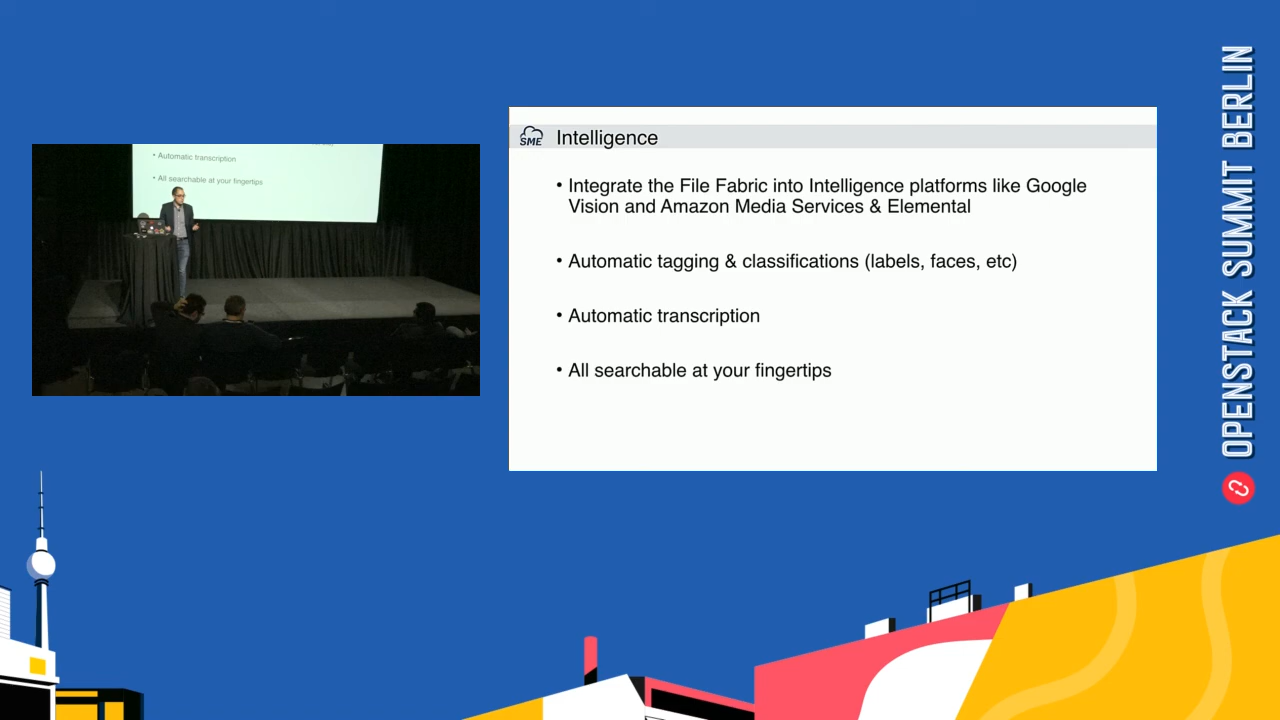 SME
Intelligence
• Integrate the File Fabric into Intelligence platforms like Google
Vision and Amazon Media Services & Elemental
• Automatic tagging & classifications (labels, faces, etc)
• Automatic transcription
• All searchable at your fingertips
• Automatic transcription
• All searchable at your fingertips
OPENSTACK SUMMIT BERLIN